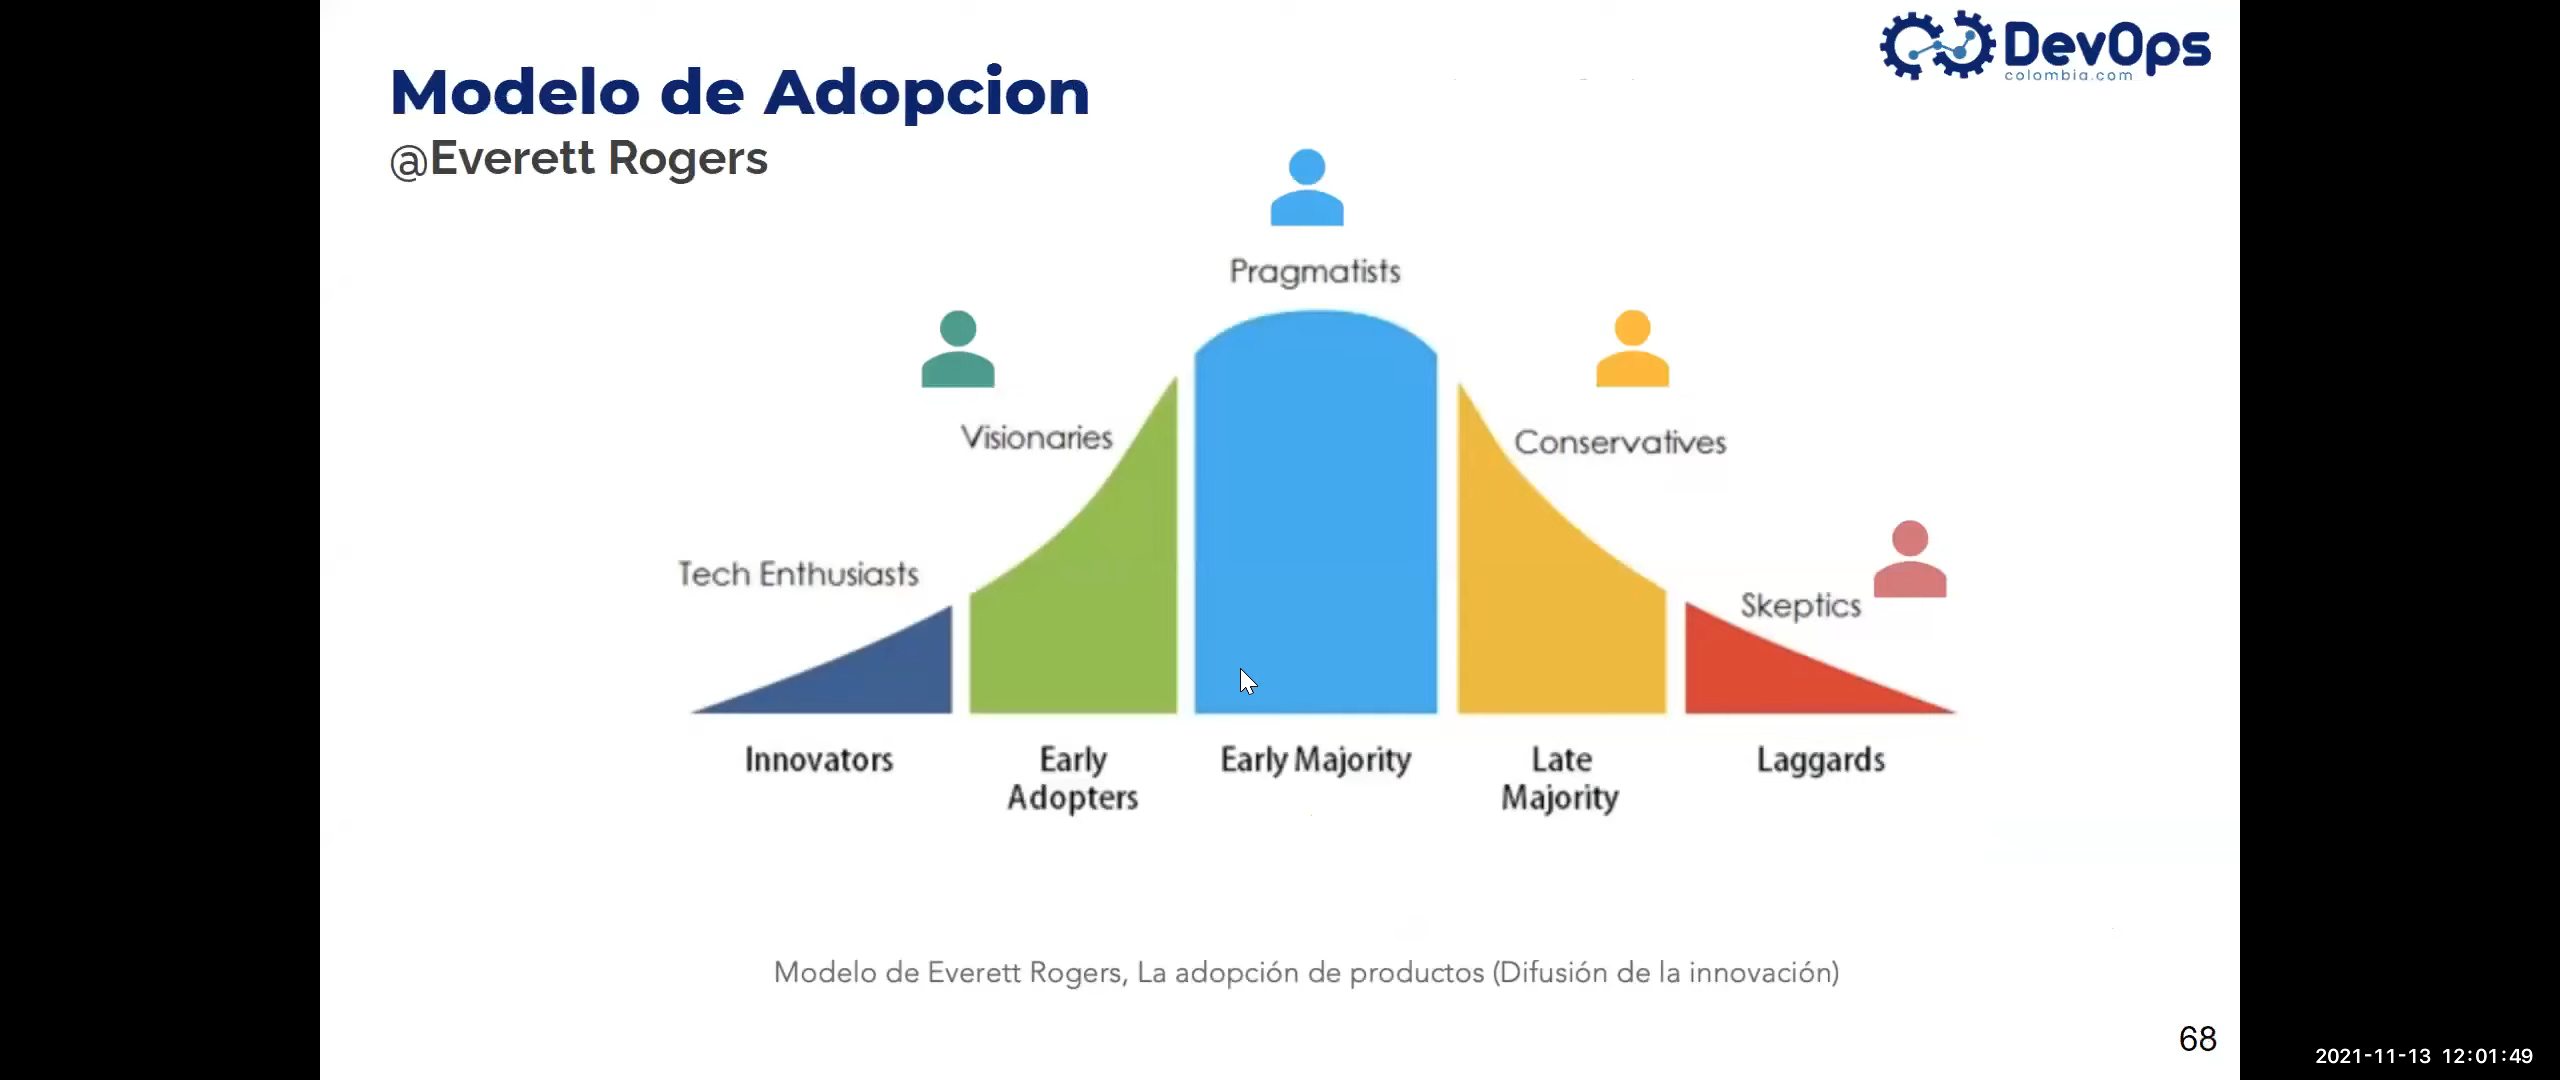 DevOps
colombia.com
Modelo de Adopcion
@Everett Rogers
Pragmatists
Visionaries
Conservatives
Tech Enthusiasts
Skeptics
Innovators
Early
Adopters
Early Majority
Late
Majority
Laggards
Modelo de Everett Rogers, La adopción de productos (Difusión de la innovación)
68
2021-11-13 12:01:49